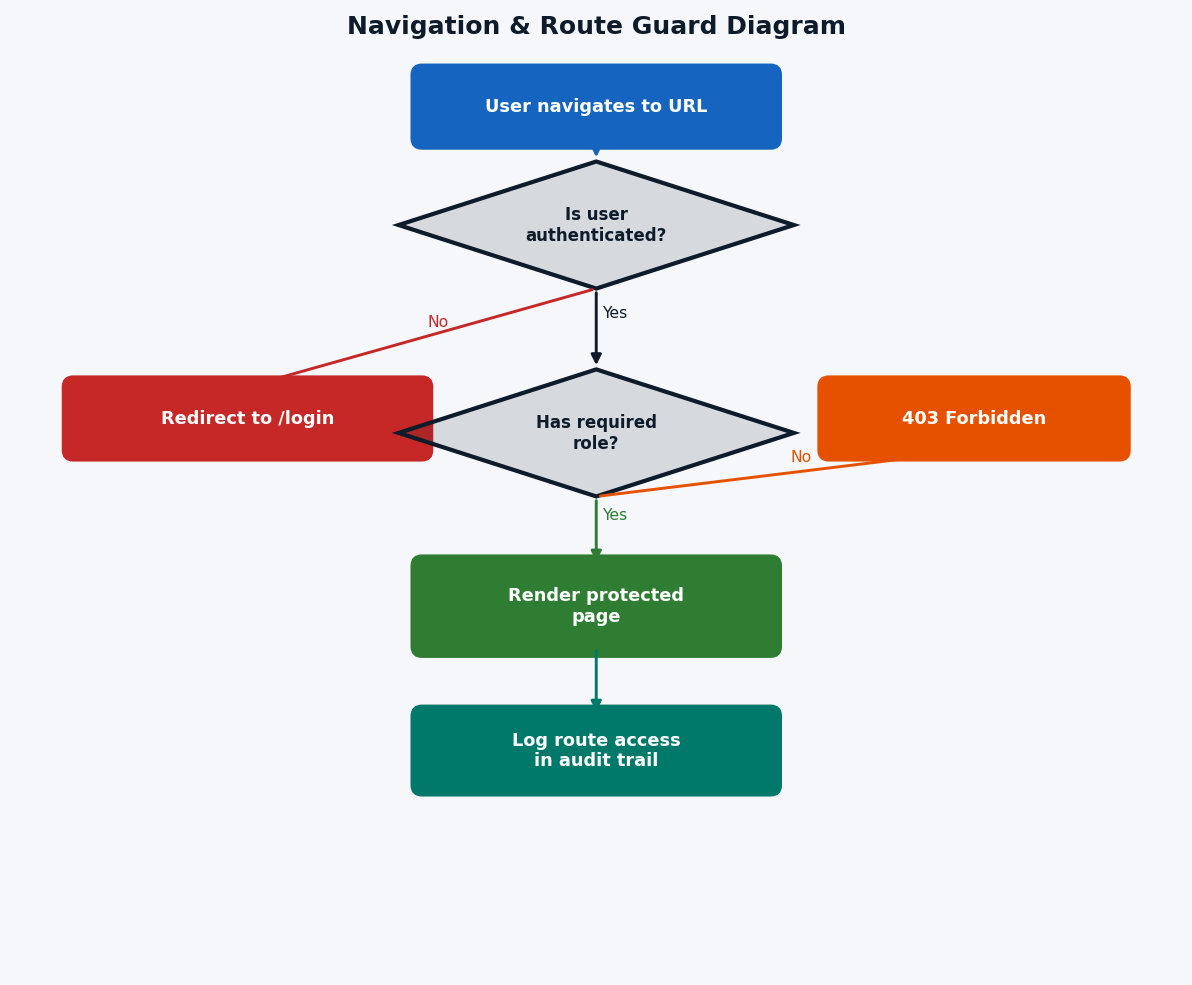 Navigation & Route Guard Diagram
User navigates to URL
Is user
authenticated?
No
Yes
Redirect to /login
Has required
role?
403 Forbidden
No
Yes
Render protected
page
Log route access
in audit trail